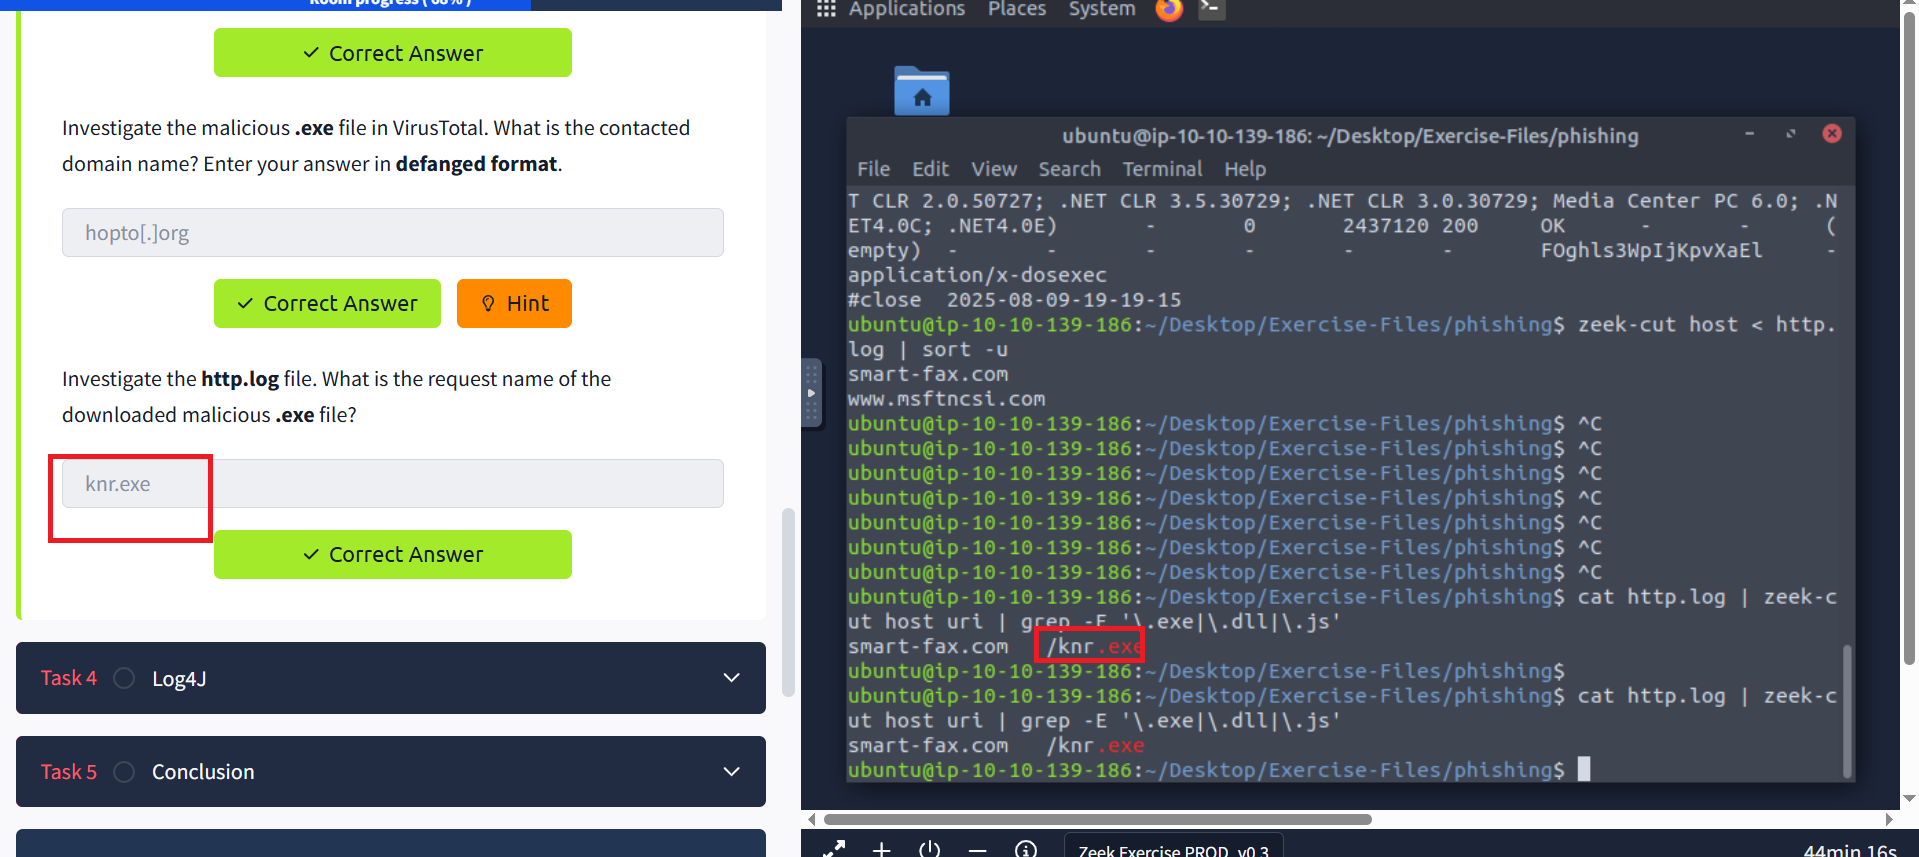 Room progress ( 68% )
✓ Correct Answer
Investigate the malicious .exe file in VirusTotal. What is the contacted
domain name? Enter your answer in defanged format.
hopto[.]org
✓ Correct Answer
Hint
Investigate the http.log file. What is the request name of the
downloaded malicious .exe file?
knr.exe
✓ Correct Answer
Task 4 Log4J
Task 5 Conclusion
Applications Places System
ubuntu@ip-10-10-139-186: ~/Desktop/Exercise-Files/phishing
File Edit View Search Terminal Help
T CLR 2.0.50727; .NET CLR 3.5.30729; .NET CLR 3.0.30729; Media Center PC 6.0; .N
ET4.0C; .NET4.0E) - 0 2437120 200 OK - - (
empty) - - - - - - FOghls3WpIjKpvXaEl -
application/x-dosexec
#close 2025-08-09-19-19-15
ubuntu@ip-10-10-139-186:~/Desktop/Exercise-Files/phishing$ zeek-cut host < http.
log | sort -u
smart-fax.com
www.msftncsi.com
ubuntu@ip-10-10-139-186:~/Desktop/Exercise-Files/phishing$ ^C
ubuntu@ip-10-10-139-186:~/Desktop/Exercise-Files/phishing$ ^C
ubuntu@ip-10-10-139-186:~/Desktop/Exercise-Files/phishing$ ^C
ubuntu@ip-10-10-139-186:~/Desktop/Exercise-Files/phishing$ ^C
ubuntu@ip-10-10-139-186:~/Desktop/Exercise-Files/phishing$ ^C
ubuntu@ip-10-10-139-186:~/Desktop/Exercise-Files/phishing$ ^C
ubuntu@ip-10-10-139-186:~/Desktop/Exercise-Files/phishing$ ^C
ubuntu@ip-10-10-139-186:~/Desktop/Exercise-Files/phishing$ cat http.log | zeek-c
ut host uri | grep -E '\.exe|\.dll|\.js'
smart-fax.com /knr.exe
ubuntu@ip-10-10-139-186:~/Desktop/Exercise-Files/phishing$
ubuntu@ip-10-10-139-186:~/Desktop/Exercise-Files/phishing$ cat http.log | zeek-c
ut host uri | grep -E '\.exe|\.dll|\.js'
smart-fax.com /knr.exe
ubuntu@ip-10-10-139-186:~/Desktop/Exercise-Files/phishing$
Zeek Exercise PROD. v0.3
44min 16s